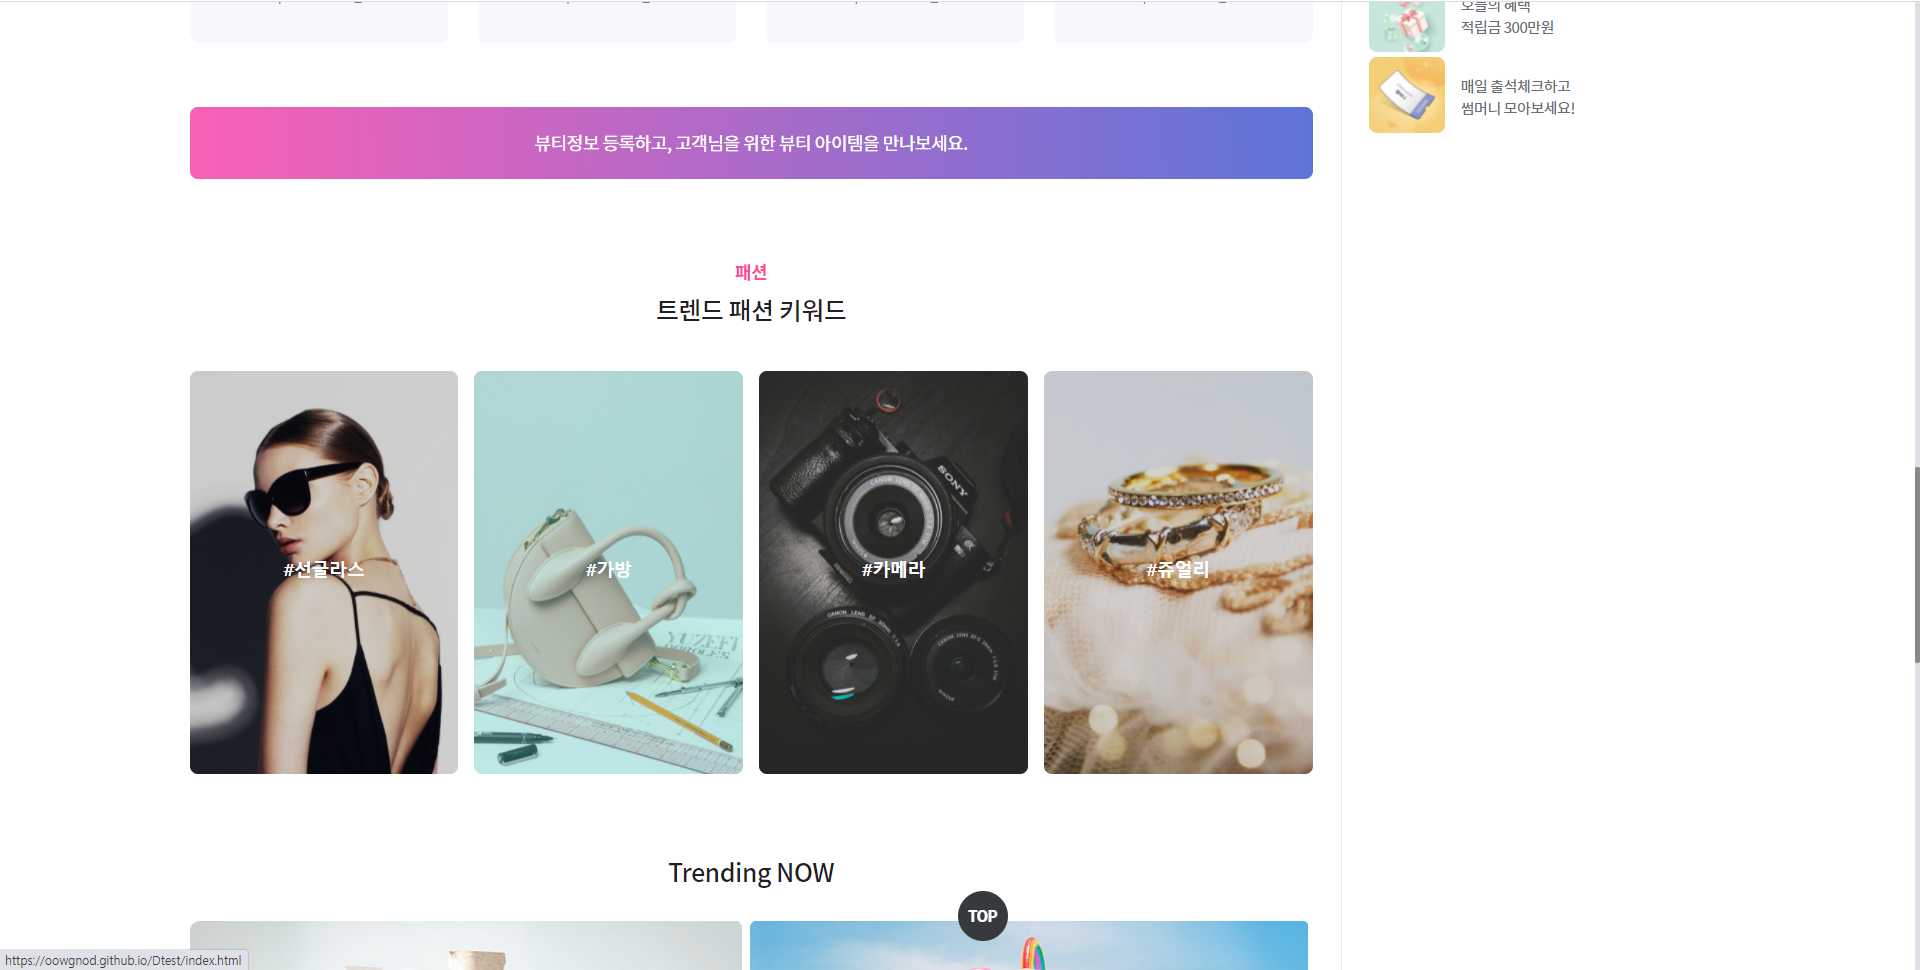 오늘의 혜택
적립금 300만원
매일 출석체크하고
썸머니 모아보세요!
뷰티정보 등록하고, 고객님을 위한 뷰티 아이템을 만나보세요.
패션
트렌드 패션 키워드
#선글라스
#가방
#카메라
#쥬얼리
SONY
YUZEFI
Trending NOW
TOP
https://oowgnod.github.io/Dtest/index.html